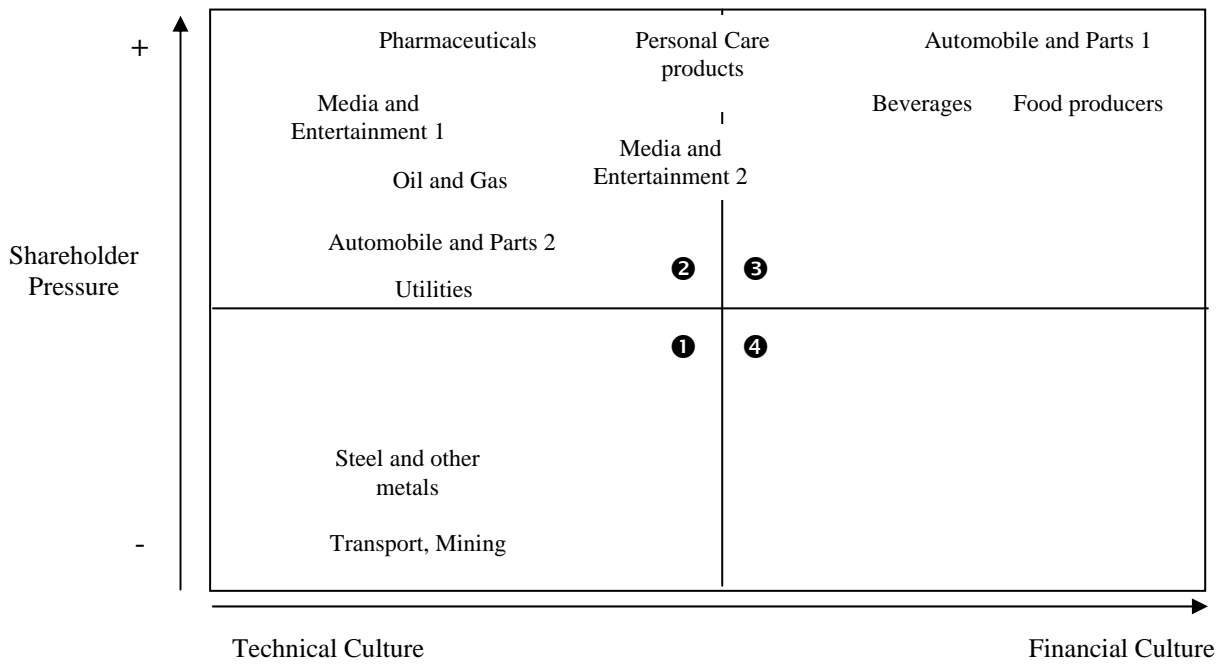 +
Pharmaceuticals
Personal Care
products
Automobile and Parts 1
Media and
Entertainment 1
Beverages
Food producers
Media and
Entertainment 2
Oil and Gas
Automobile and Parts 2
Shareholder
Pressure
❷
❸
Utilities
❶
❹
Steel and other
metals
-
Transport, Mining
Technical Culture
Financial Culture